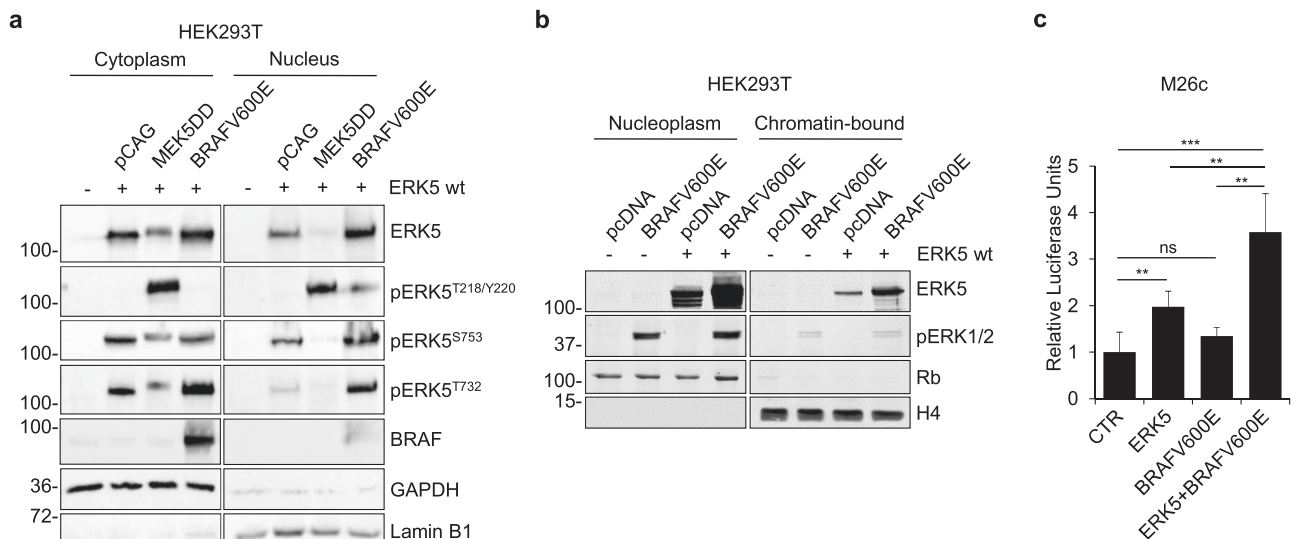 a
HEK293T
Cytoplasm Nucleus
pCAG MEK5DD BRAFV600E pCAG MEK5DD BRAFV600E
- + + + - + + + ERK5 wt
100- ERK5
100- pERK5T218/Y220
100- pERK5S753
100- pERK5T732
100- BRAF
36- GAPDH
72- Lamin B1
b
HEK293T
Nucleoplasm Chromatin-bound
pcDNA BRAFV600E pcDNA BRAFV600E pcDNA BRAFV600E pcDNA BRAFV600E
- - + + - - + + ERK5 wt
100- ERK5
37- pERK1/2
100- Rb
15- H4
c
M26c
***
**
**
ns
**
Relative Luciferase Units
5
4
3
2
1
0
CTR ERK5 BRAFV600E ERK5+BRAFV600E